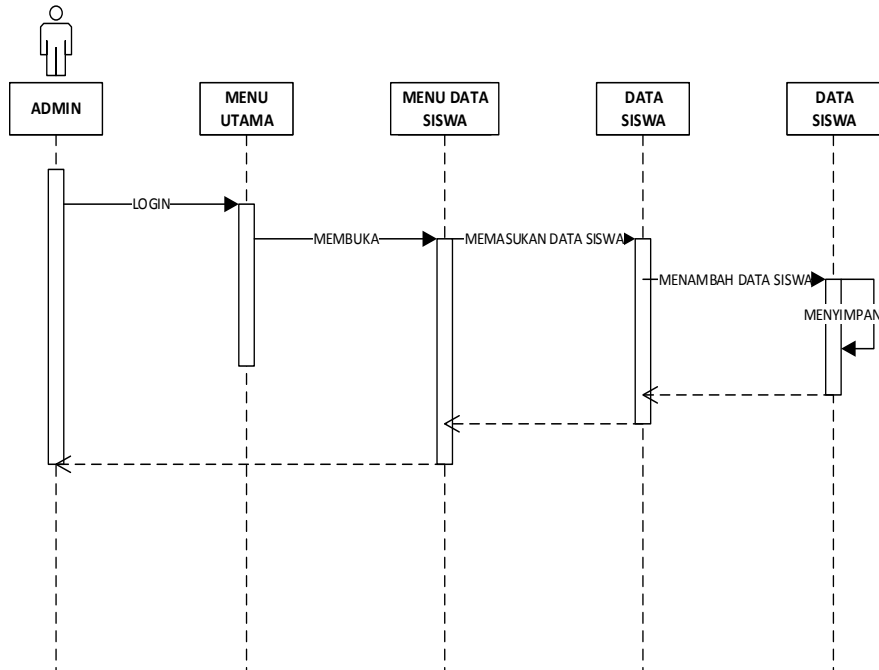 ADMIN
MENU
UTAMA
MENU DATA
SISWA
DATA
SISWA
DATA
SISWA
LOGIN
MEMBUKA
MEMASUKAN DATA SISWA
MENAMBAH DATA SISWA
MENYIMPAN